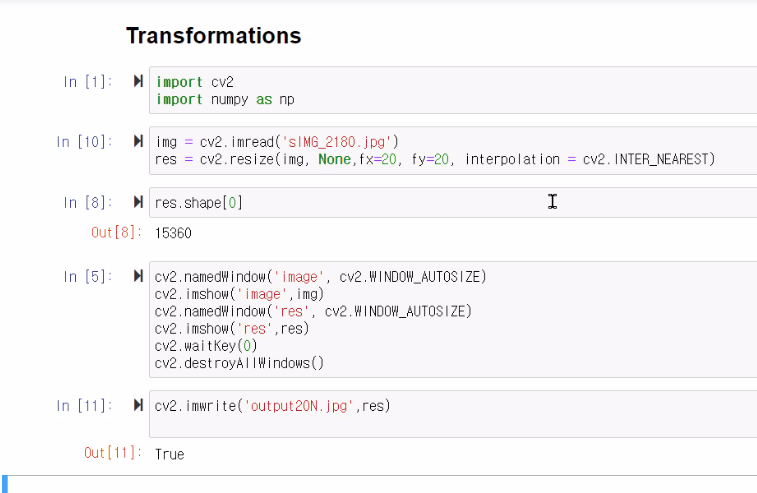 Transformations
In [1]:
import cv2
import numpy as np
In [10]:
img = cv2.imread('sIMG_2180.jpg')
res = cv2.resize(img, None,fx=20, fy=20, interpolation = cv2.INTER_NEAREST)
In [8]:
res.shape[0]
Out[8]: 15360
In [5]:
cv2.namedWindow('image', cv2.WINDOW_AUTOSIZE)
cv2.imshow('image',img)
cv2.namedWindow('res', cv2.WINDOW_AUTOSIZE)
cv2.imshow('res',res)
cv2.waitKey(0)
cv2.destroyAllWindows()
In [11]:
cv2.imwrite('output20N.jpg',res)
Out[11]: True